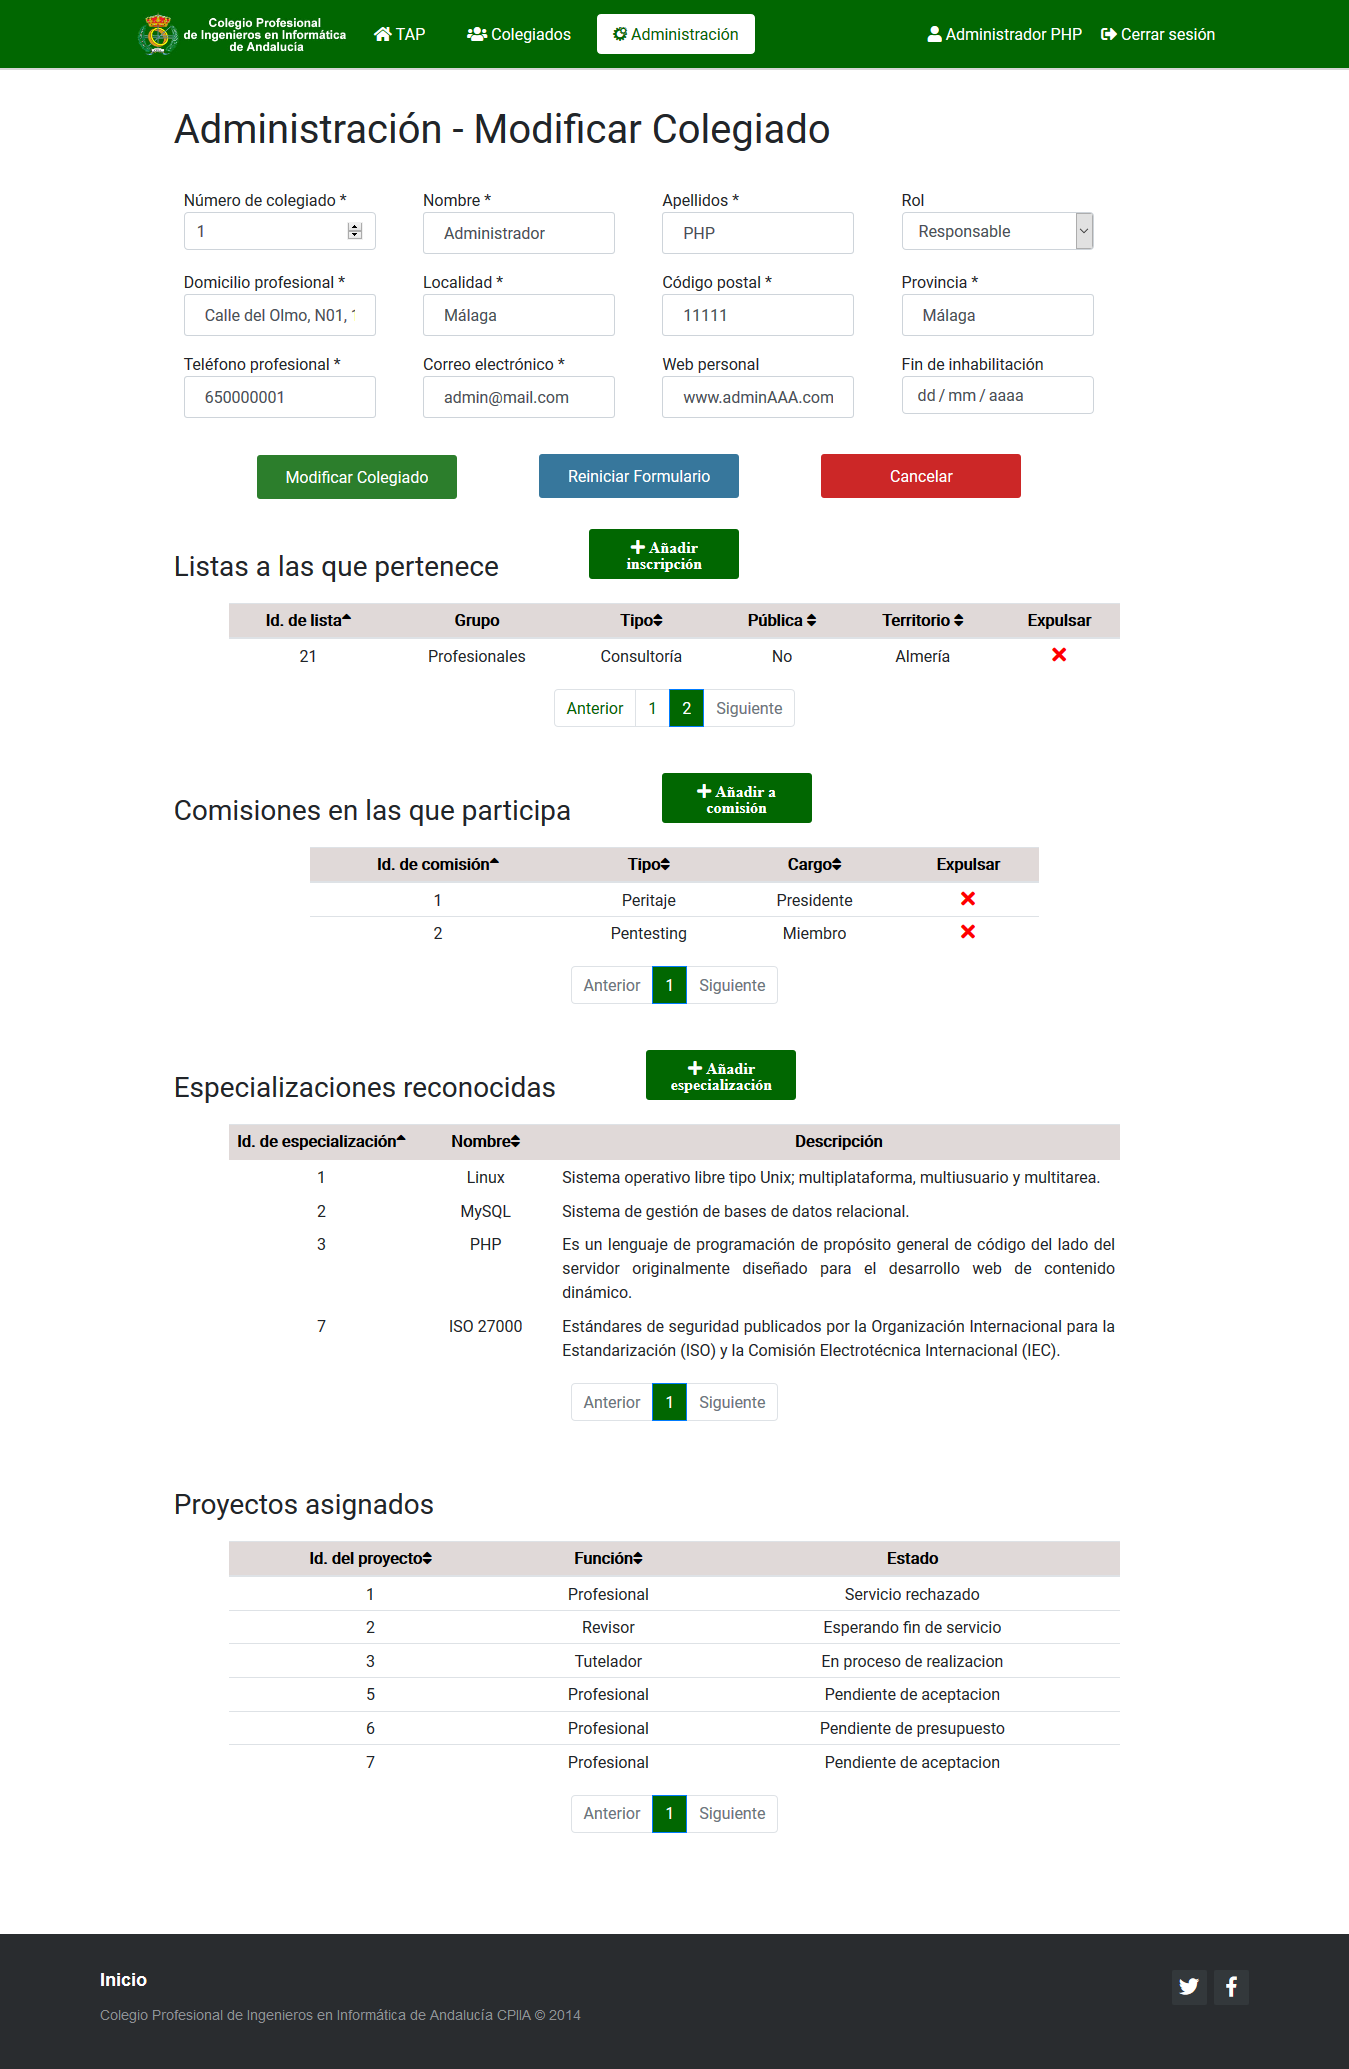 Colegio Profesional
de Ingenieros en Informática
de Andalucía
TAP Colegiados Administración Administrador PHP Cerrar sesión
Administración - Modificar Colegiado
Número de colegiado * Nombre * Apellidos * Rol
1 Administrador PHP Responsable
Domicilio profesional * Localidad * Código postal * Provincia *
Calle del Olmo, N01, Málaga 11111 Málaga
Teléfono profesional * Correo electrónico * Web personal Fin de inhabilitación
650000001 admin@mail.com www.adminAAA.com dd / mm / aaaa
Modificar Colegiado Reiniciar Formulario Cancelar
Listas a las que pertenece
Añadir
inscripción
Id. de lista Grupo Tipo Pública Territorio Expulsar
21 Profesionales Consultoría No Almería
Anterior 1 2 Siguiente
Comisiones en las que participa
Añadir a
comisión
Id. de comisión Tipo Cargo Expulsar
1 Peritaje Presidente
2 Pentesting Miembro
Anterior 1 Siguiente
Especializaciones reconocidas
Añadir
especialización
Id. de especialización Nombre Descripción
1 Linux Sistema operativo libre tipo Unix; multiplataforma, multiusuario y multitarea.
2 MySQL Sistema de gestión de bases de datos relacional.
3 PHP Es un lenguaje de programación de propósito general de código del lado del
servidor originalmente diseñado para el desarrollo web de contenido
dinámico.
7 ISO 27000 Estándares de seguridad publicados por la Organización Internacional para la
Estandarización (ISO) y la Comisión Electrotécnica Internacional (IEC).
Anterior 1 Siguiente
Proyectos asignados
Id. del proyecto Función Estado
1 Profesional Servicio rechazado
2 Revisor Esperando fin de servicio
3 Tutelador En proceso de realizacion
5 Profesional Pendiente de aceptacion
6 Profesional Pendiente de presupuesto
7 Profesional Pendiente de aceptacion
Anterior 1 Siguiente
Inicio
Colegio Profesional de Ingenieros en Informática de Andalucía CPIIA © 2014